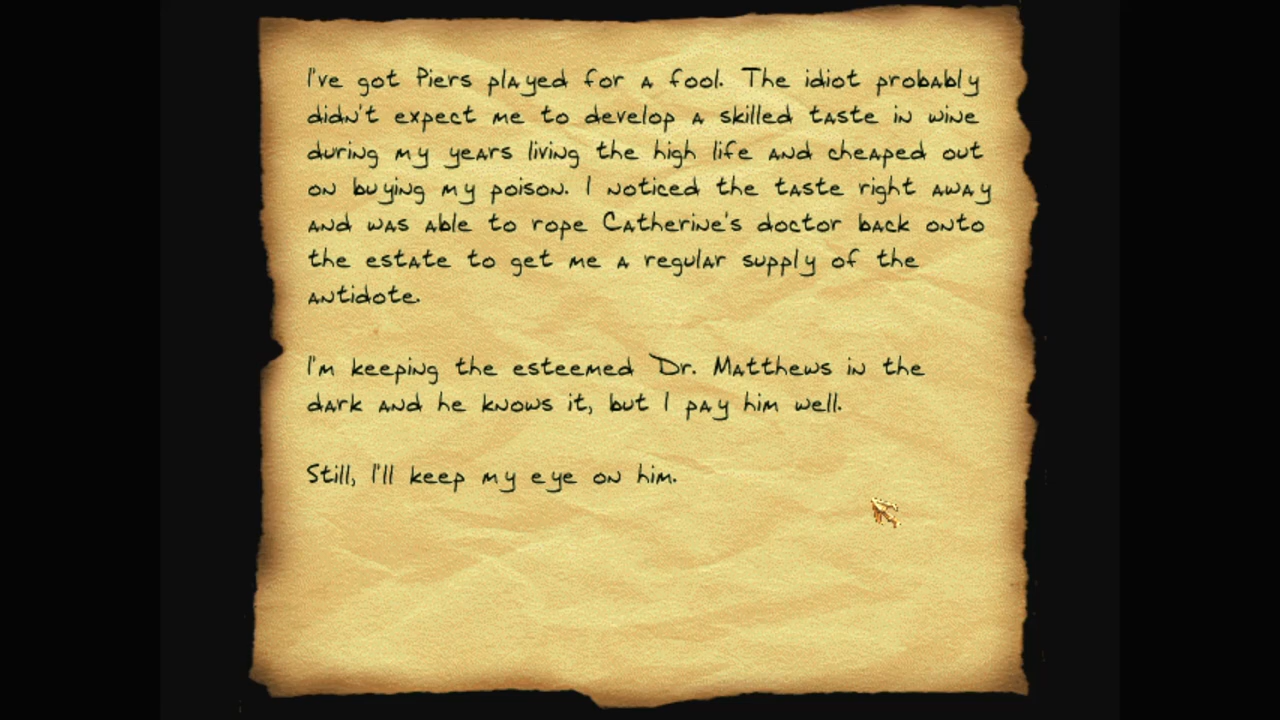 I've got Piers played for a fool. The idiot probably
didn't expect me to develop a skilled taste in wine
during my years living the high life and cheaped out
on buying my poison. I noticed the taste right away
and was able to rope Catherine's doctor back onto
the estate to get me a regular supply of the
antidote.
I'm keeping the esteemed Dr. Matthews in the
dark and he knows it, but I pay him well.
Still, I'll keep my eye on him.